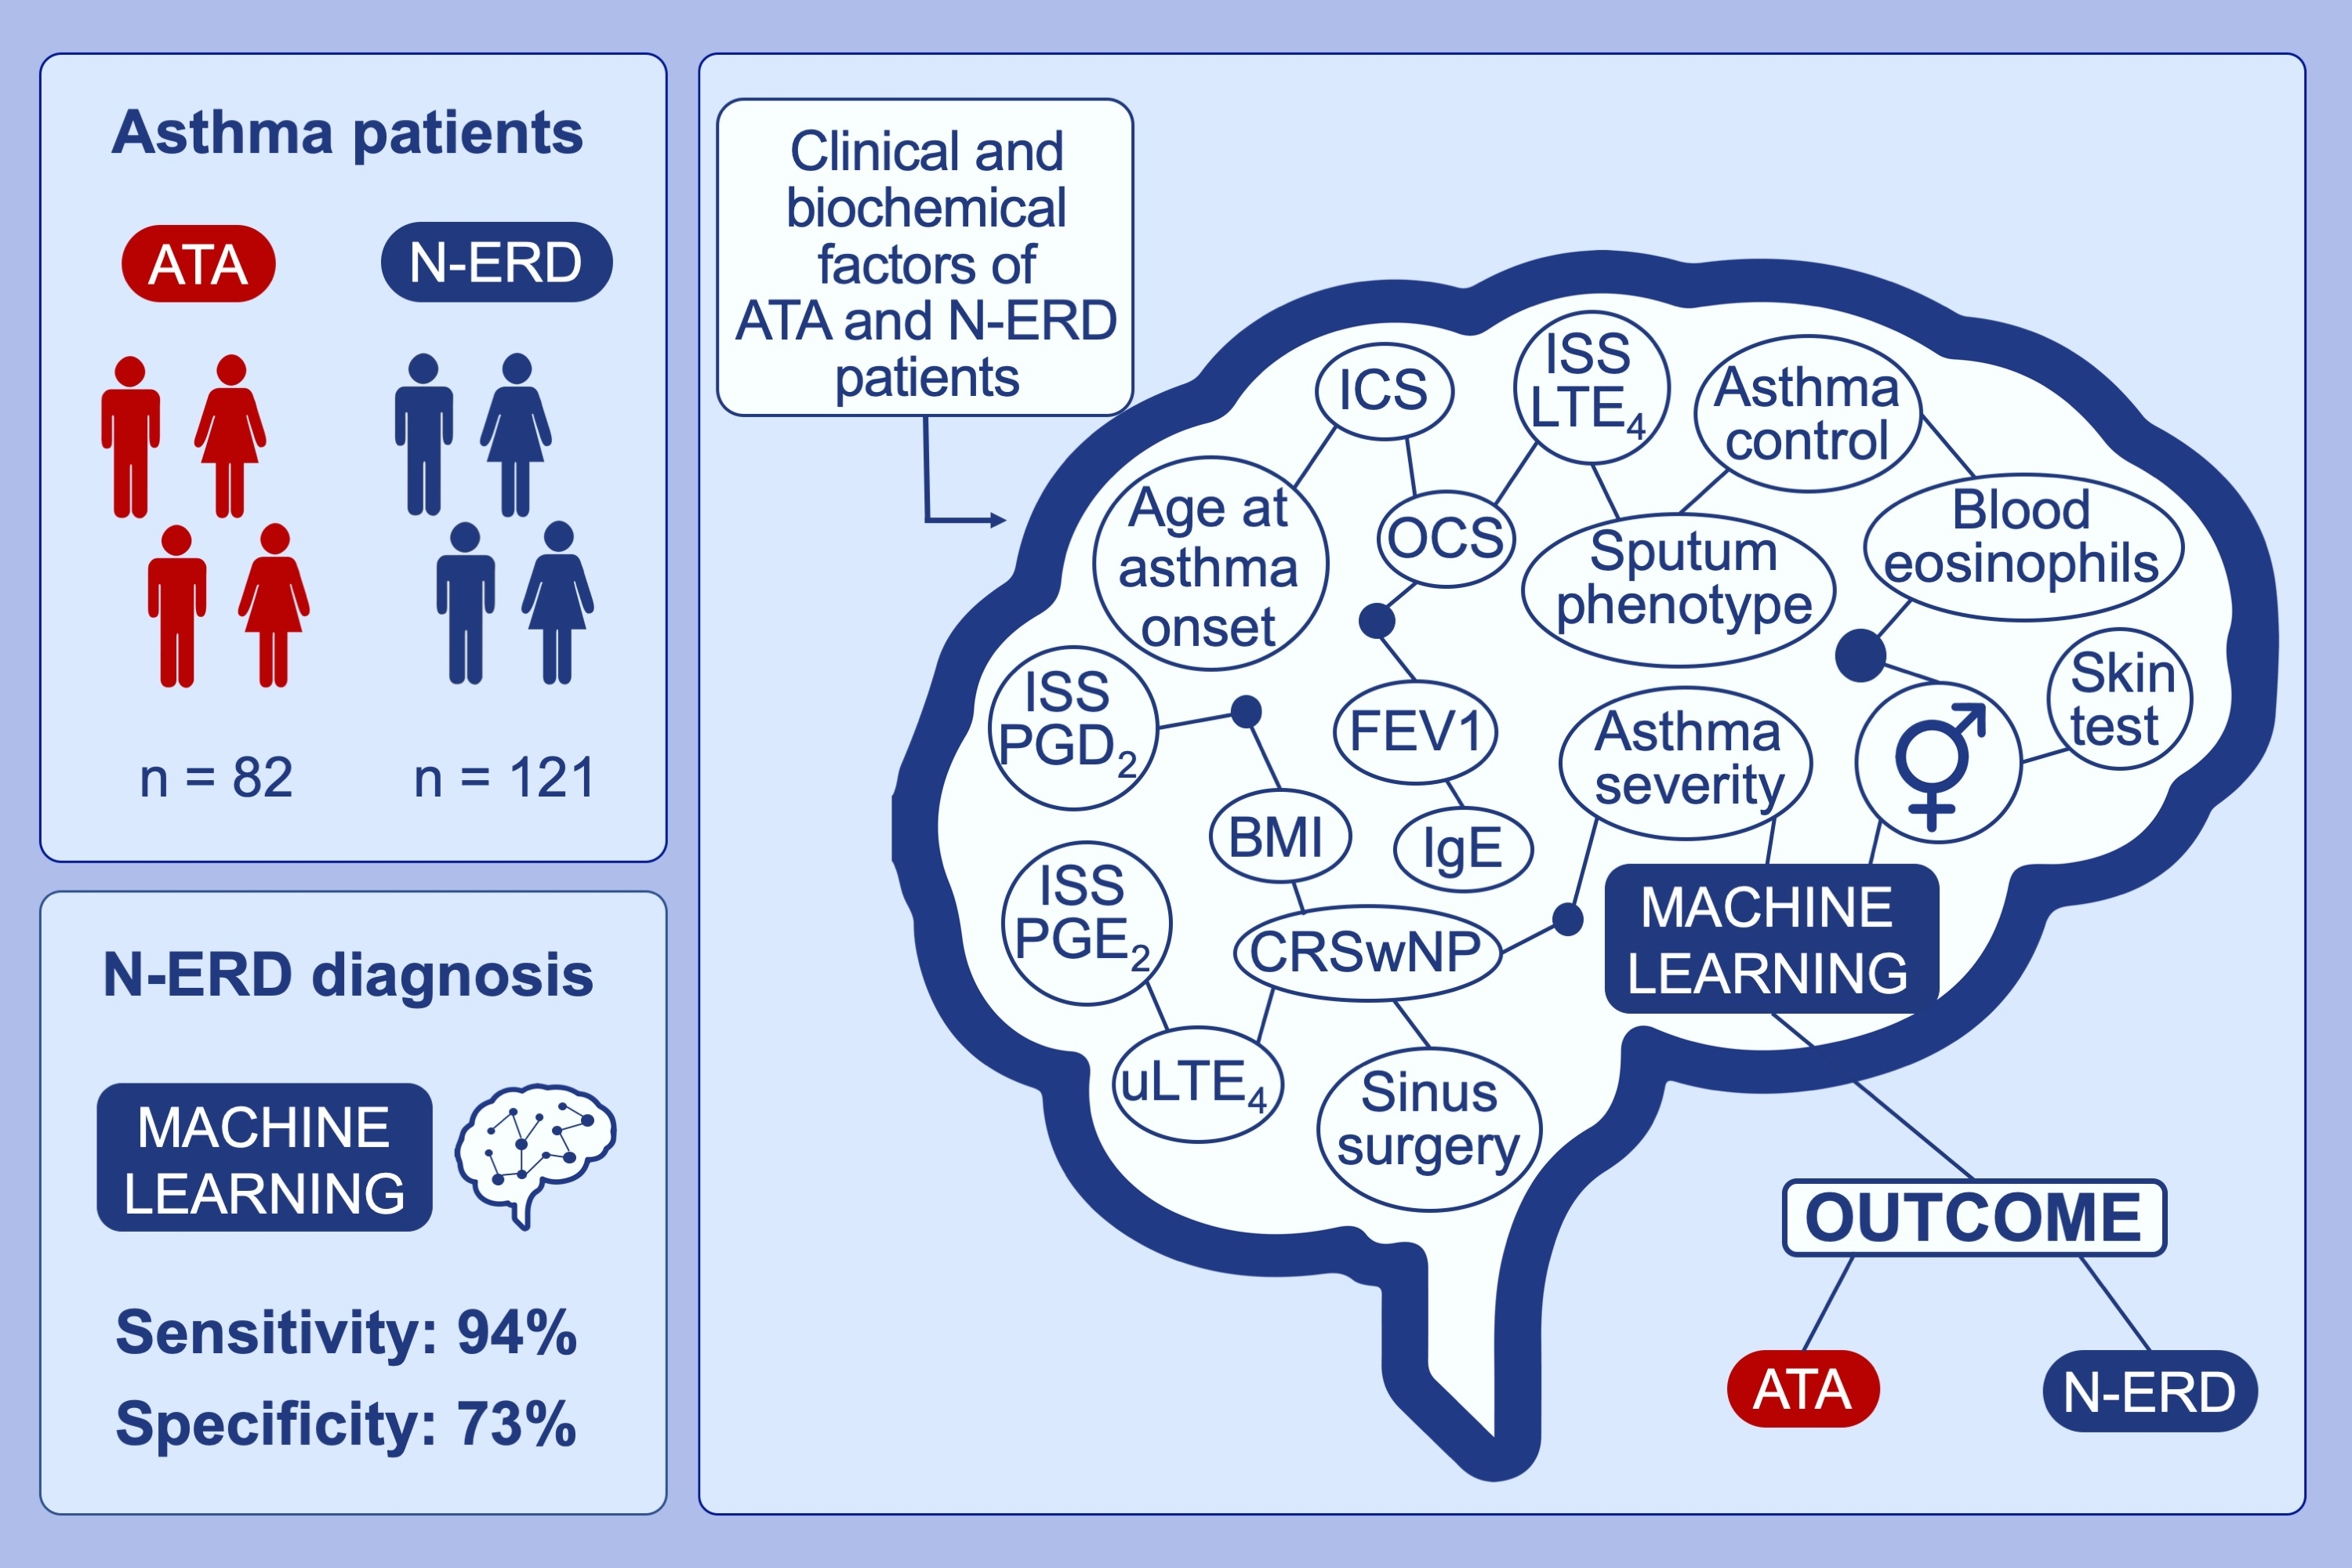 Asthma patients
ATA
N-ERD
n = 82
n = 121
N-ERD diagnosis
MACHINE
LEARNING
Sensitivity: 94%
Specificity: 73%
Clinical and
biochemical
factors of
ATA and N-ERD
patients
ICS
ISS
LTE₄
Asthma
control
Age at
asthma
onset
OCS
Sputum
phenotype
Blood
eosinophils
ISS
PGD₂
FEV1
Asthma
severity
Skin
test
BMI
IgE
ISS
PGE₂
CRSwNP
MACHINE
LEARNING
uLTE₄
Sinus
surgery
OUTCOME
ATA
N-ERD